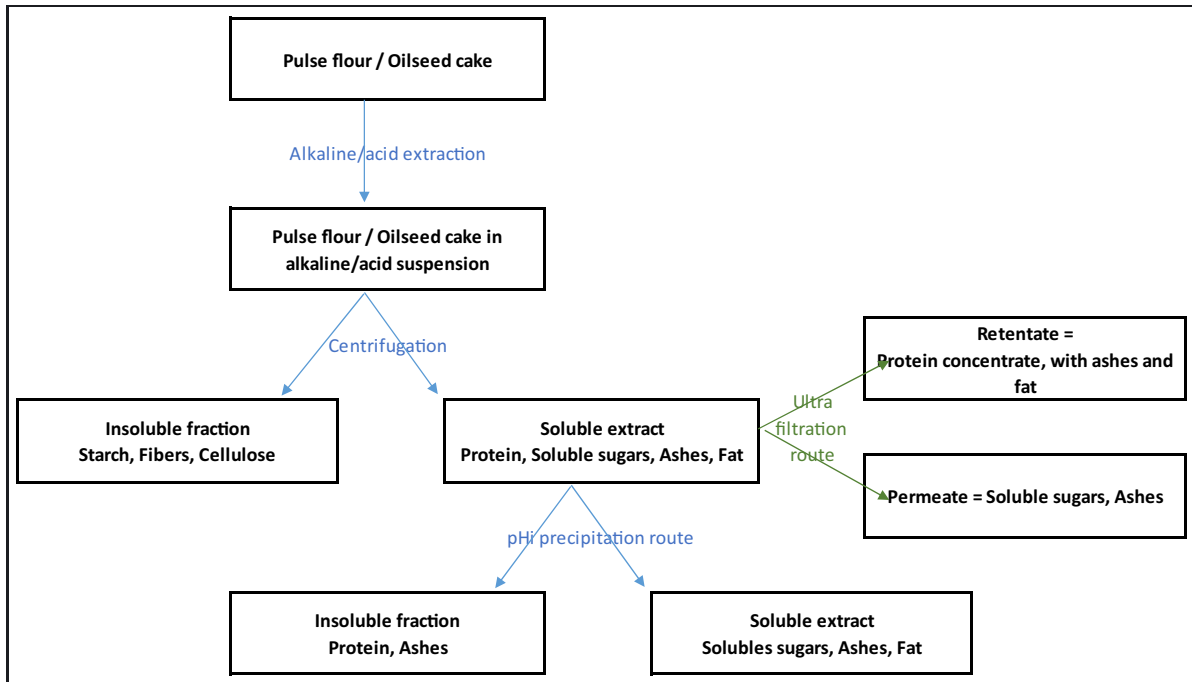 Pulse flour / Oilseed cake
Alkaline/acid extraction
Pulse flour / Oilseed cake in
alkaline/acid suspension
Centrifugation
Retentate =
Protein concentrate, with ashes and
fat
Ultra
filtration
route
Insoluble fraction
Starch, Fibers, Cellulose
Soluble extract
Protein, Soluble sugars, Ashes, Fat
Permeate = Soluble sugars, Ashes
pHi precipitation route
Insoluble fraction
Protein, Ashes
Soluble extract
Solubles sugars, Ashes, Fat